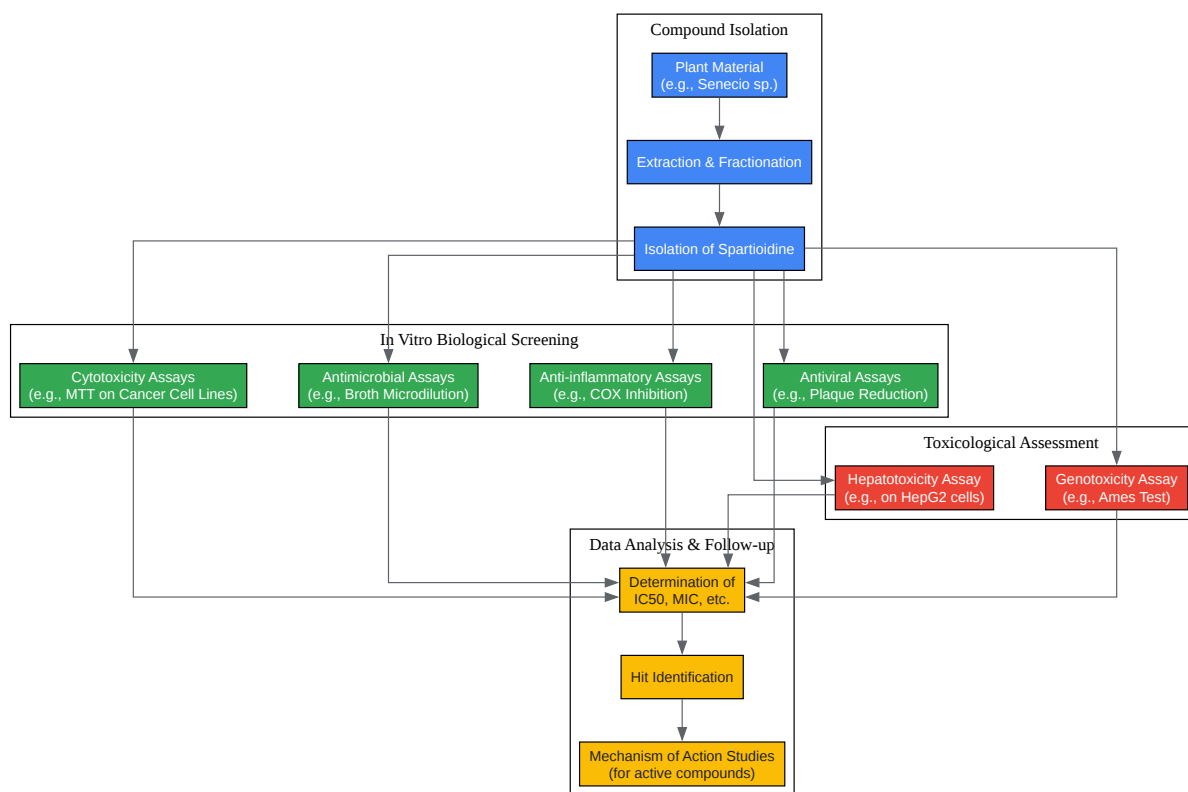 Compound Isolation
Plant Material
(e.g., Senecio sp.)
Extraction & Fractionation
Isolation of Spartioidine
In Vitro Biological Screening
Cytotoxicity Assays
(e.g., MTT on Cancer Cell Lines)
Antimicrobial Assays
(e.g., Broth Microdilution)
Anti-inflammatory Assays
(e.g., COX Inhibition)
Antiviral Assays
(e.g., Plaque Reduction)
Toxicological Assessment
Hepatotoxicity Assay
(e.g., on HepG2 cells)
Genotoxicity Assay
(e.g., Ames Test)
Data Analysis & Follow-up
Determination of
IC50, MIC, etc.
Hit Identification
Mechanism of Action Studies
(for active compounds)